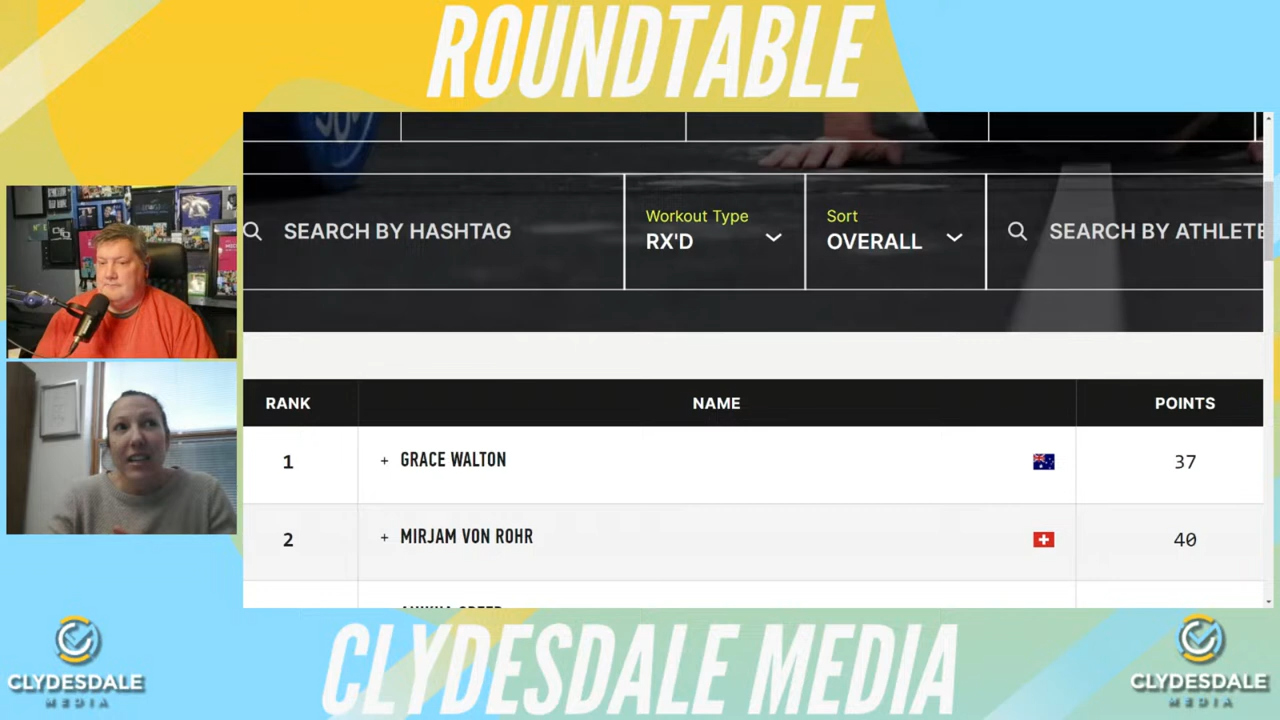 ROUNDTABLE
SEARCH BY HASHTAG
Workout Type
RX'D
Sort
OVERALL
SEARCH BY ATHLETE
RANK NAME POINTS
1 + GRACE WALTON 37
2 + MIRJAM VON ROHR 40
CLYDESDALE MEDIA
CLYDESDALE
MEDIA
CLYDESDALE
MEDIA